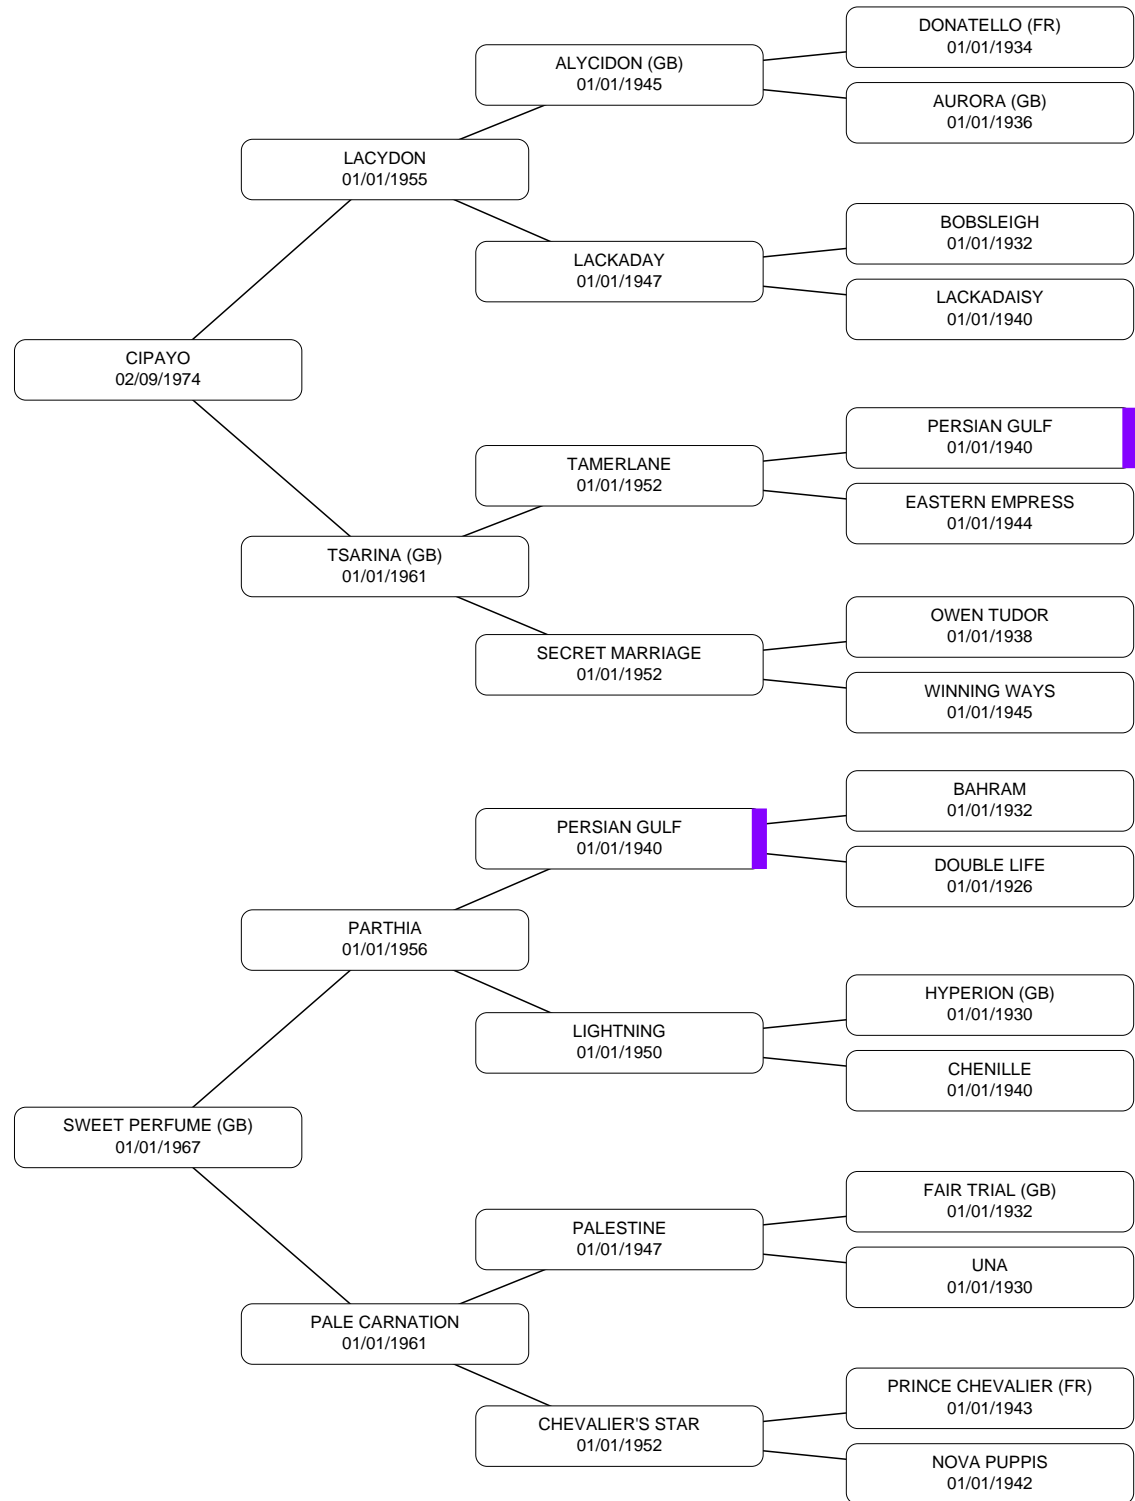 DONATELLO (FR)
01/01/1934
ALYCIDON (GB)
01/01/1945
AURORA (GB)
01/01/1936
LACYDON
01/01/1955
BOBSLEIGH
01/01/1932
LACKADAY
01/01/1947
LACKADAISY
01/01/1940
CIPAYO
02/09/1974
PERSIAN GULF
01/01/1940
TAMERLANE
01/01/1952
EASTERN EMPRESS
01/01/1944
TSARINA (GB)
01/01/1961
OWEN TUDOR
01/01/1938
SECRET MARRIAGE
01/01/1952
WINNING WAYS
01/01/1945
BAHRAM
01/01/1932
PERSIAN GULF
01/01/1940
DOUBLE LIFE
01/01/1926
PARTHIA
01/01/1956
HYPERION (GB)
01/01/1930
LIGHTNING
01/01/1950
CHENILLE
01/01/1940
SWEET PERFUME (GB)
01/01/1967
FAIR TRIAL (GB)
01/01/1932
PALESTINE
01/01/1947
UNA
01/01/1930
PALE CARNATION
01/01/1961
PRINCE CHEVALIER (FR)
01/01/1943
CHEVALIER'S STAR
01/01/1952
NOVA PUPPIS
01/01/1942